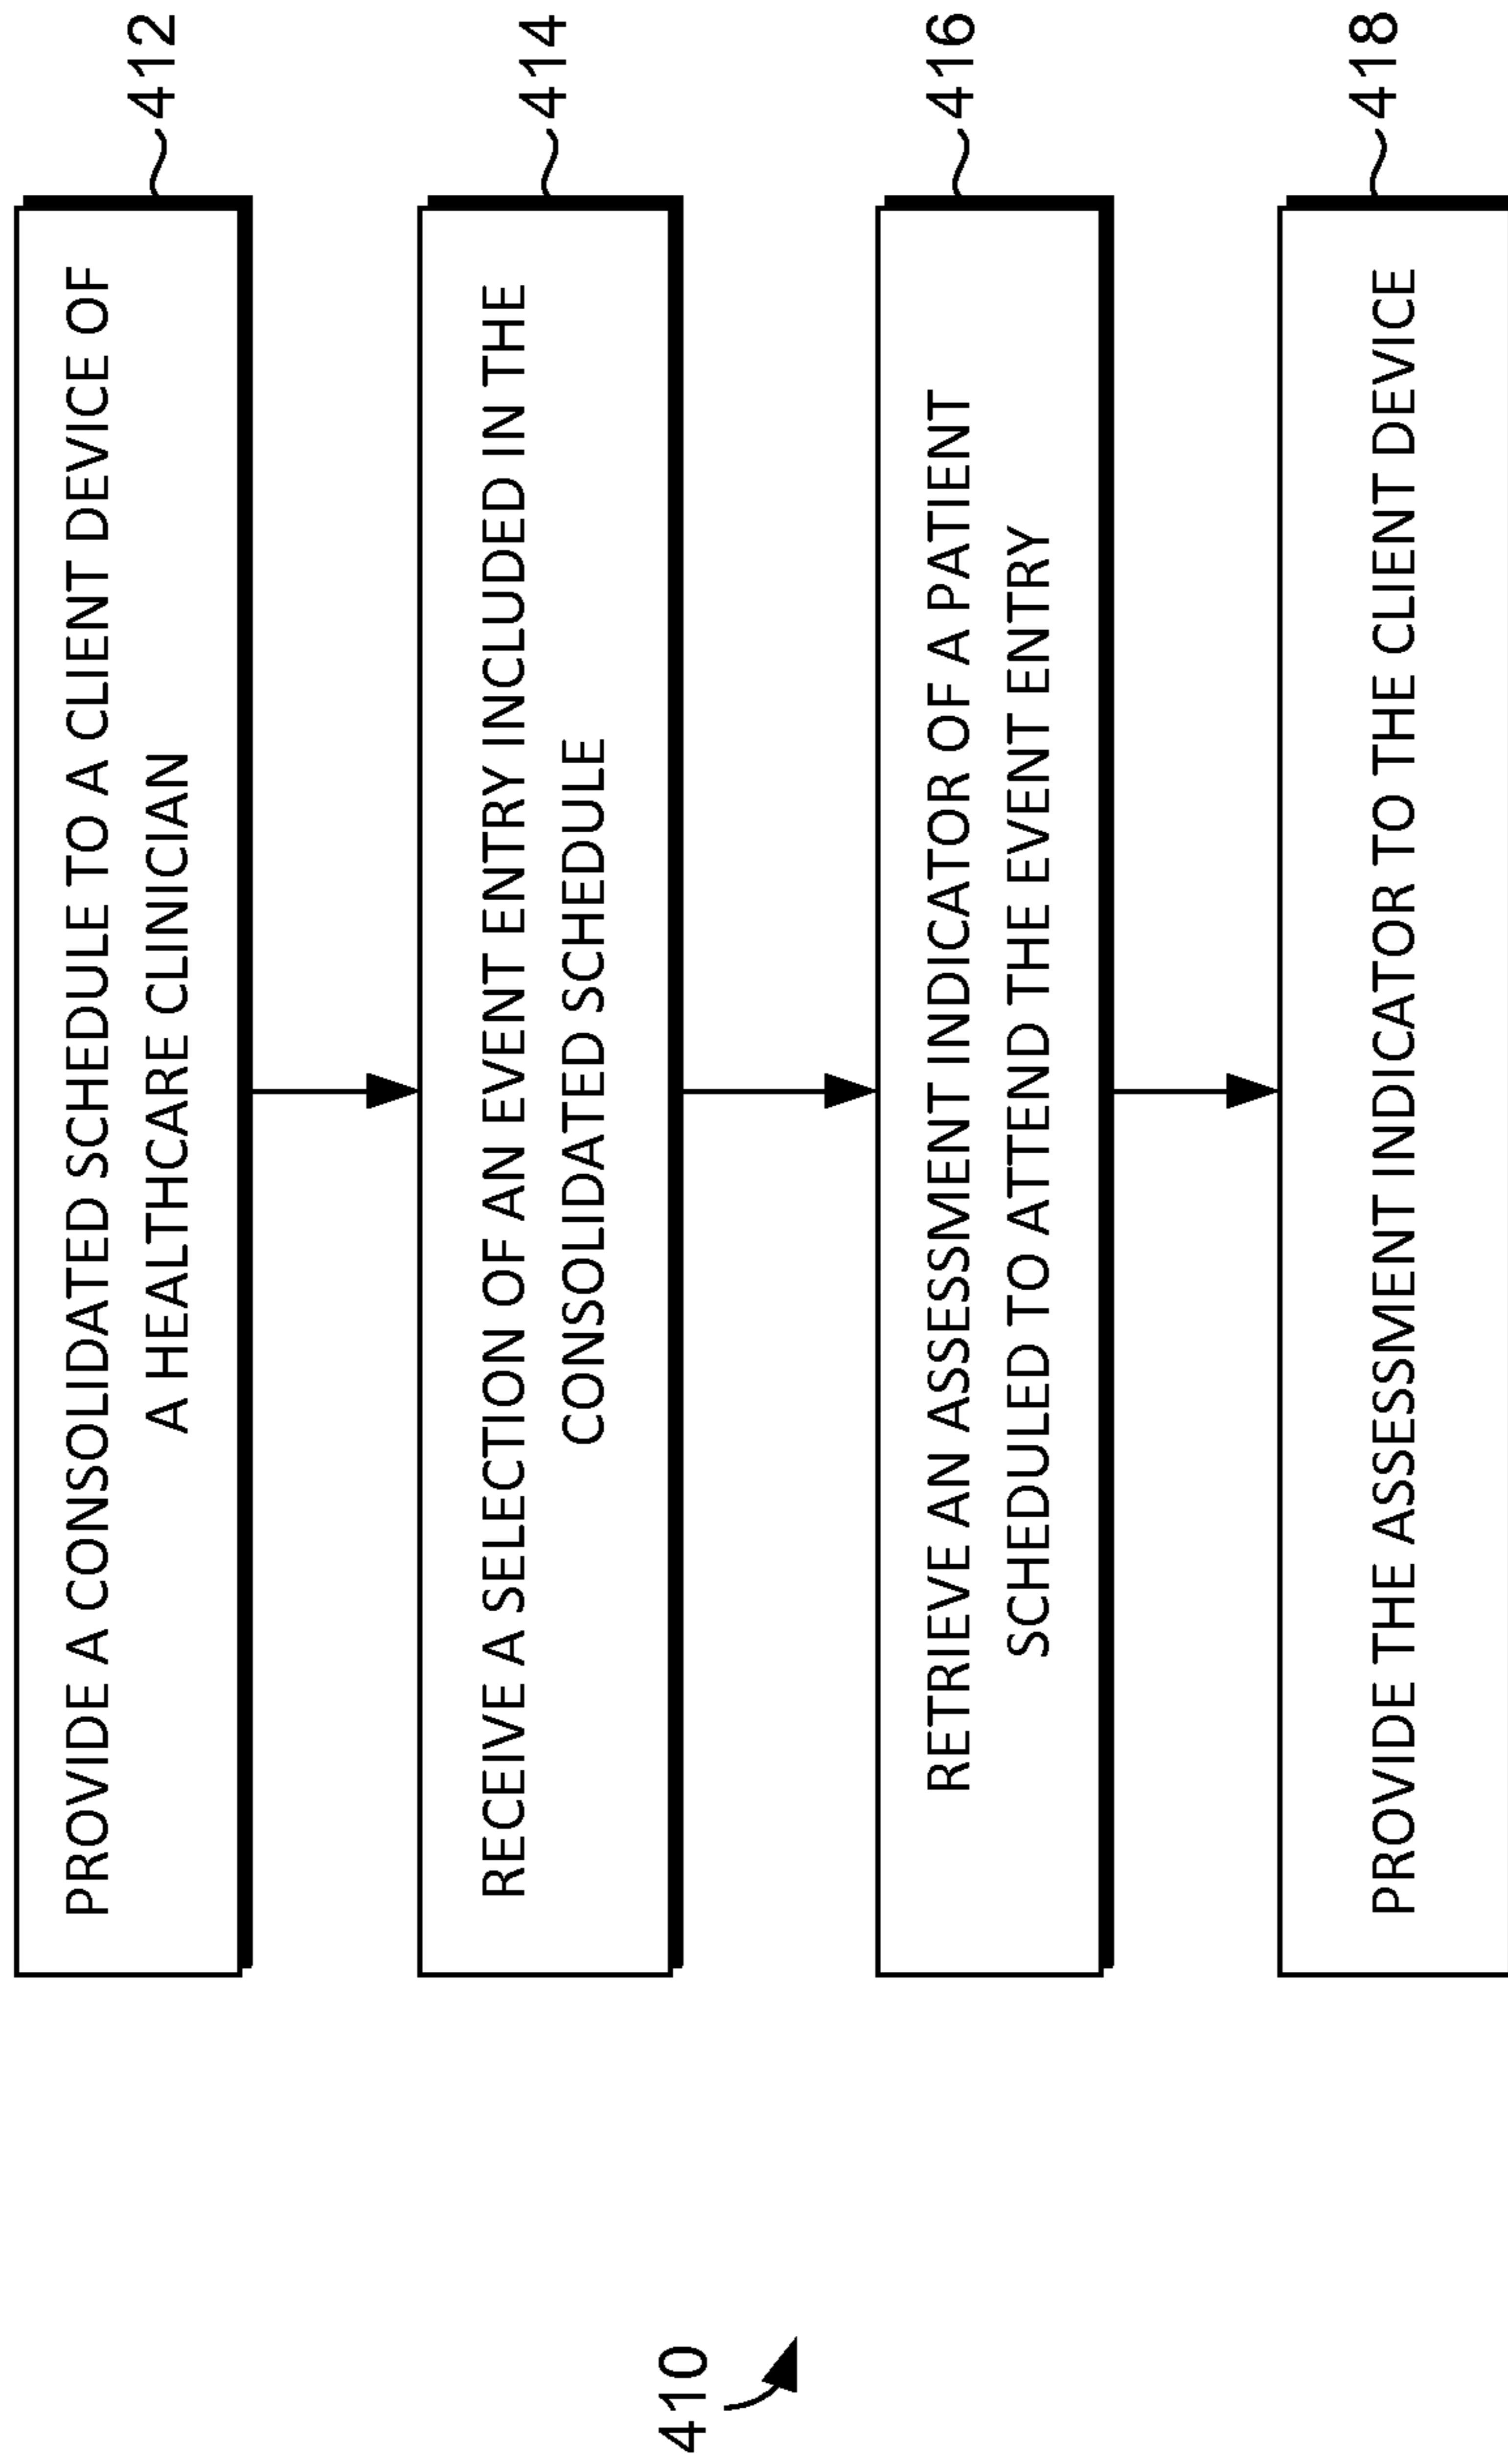 410
PROVIDE A CONSOLIDATED SCHEDULE TO A CLIENT DEVICE OF
A HEALTHCARE CLINICIAN
412
RECEIVE A SELECTION OF AN EVENT ENTRY INCLUDED IN THE
CONSOLIDATED SCHEDULE
414
RETRIEVE AN ASSESSMENT INDICATOR OF A PATIENT
SCHEDULED TO ATTEND THE EVENT ENTRY
416
PROVIDE THE ASSESSMENT INDICATOR TO THE CLIENT DEVICE
418